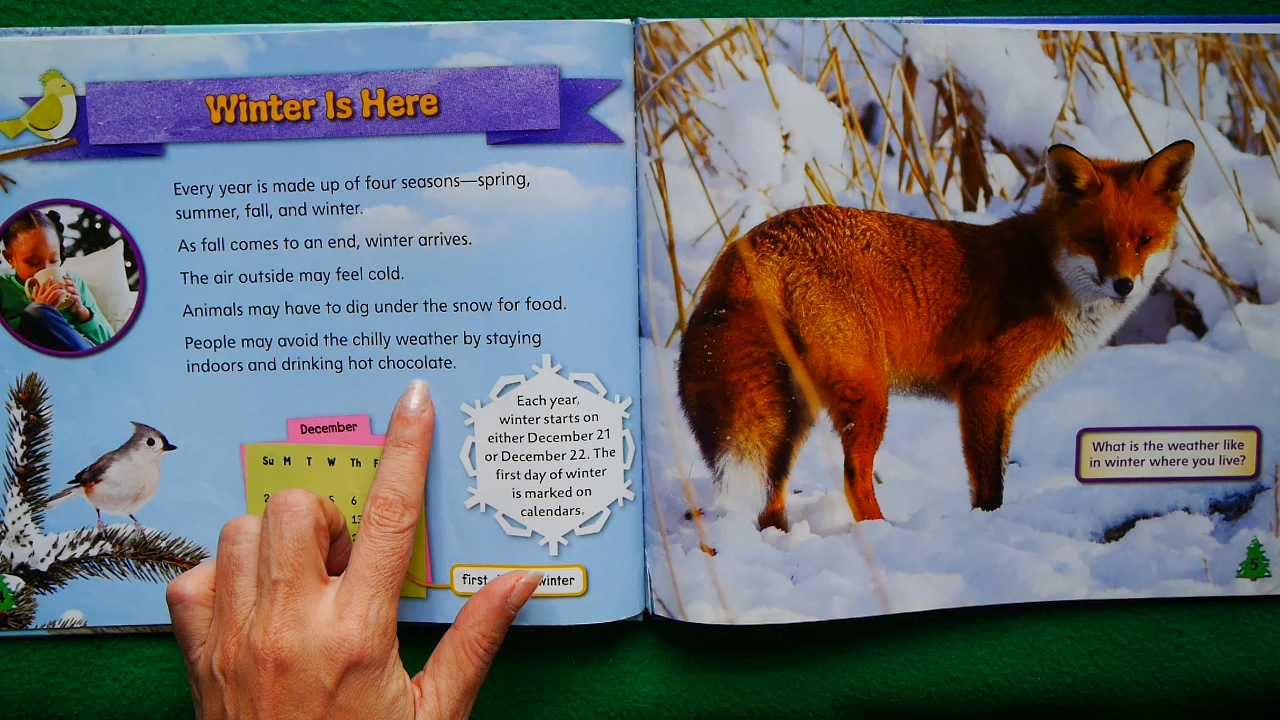 Winter Is Here
Every year is made up of four seasons—spring,
summer, fall, and winter.
As fall comes to an end, winter arrives.
The air outside may feel cold.
Animals may have to dig under the snow for food.
People may avoid the chilly weather by staying
indoors and drinking hot chocolate.
Each year,
winter starts on
either December 21
or December 22. The
first day of winter
is marked on
calendars.
December
Su M T W Th F
2 5 6
13
first winter
What is the weather like
in winter where you live?
4
5